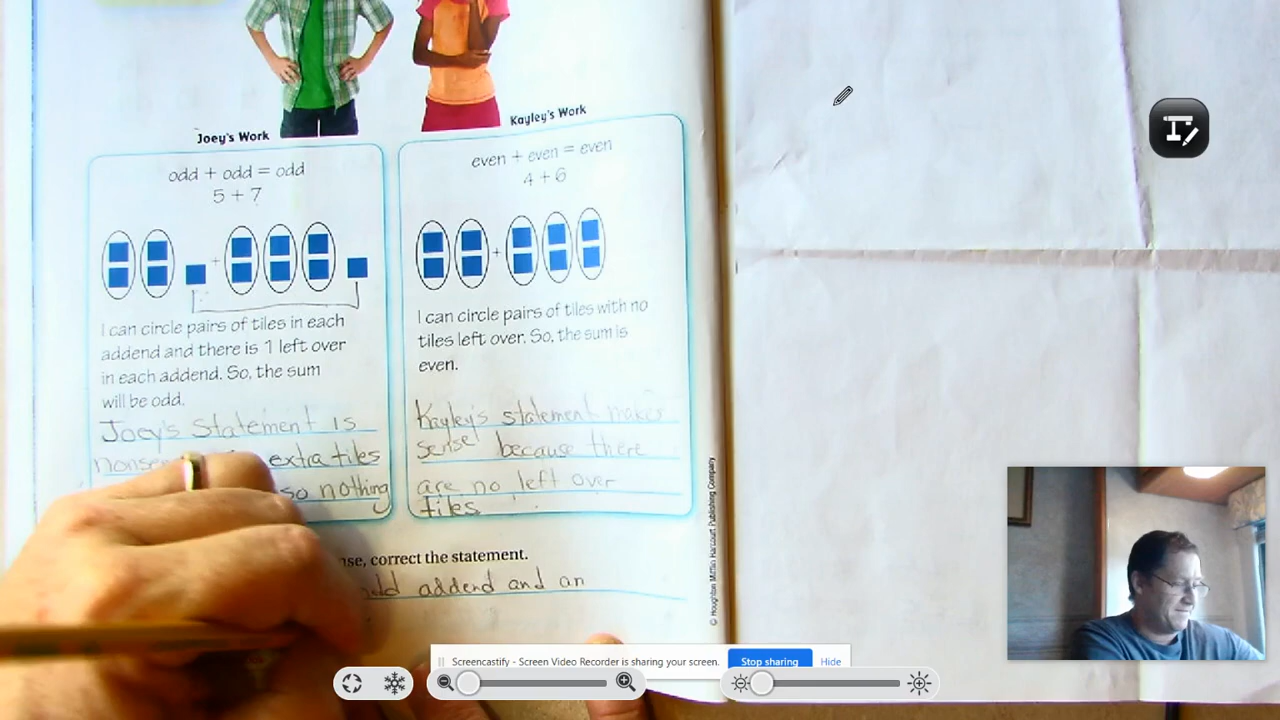 Joey's Work
odd + odd = odd
5 + 7
+
I can circle pairs of tiles in each
addend and there is 1 left over
in each addend. So, the sum
will be odd.
Joey's Statement is
extra tiles
so nothing
Kayley's Work
even + even = even
4 + 6
+
I can circle pairs of tiles with no
tiles left over. So, the sum is
even.
Kayley's statement makes
sense because there
are no left over
tiles.
correct the statement.
odd addend and an
© Houghton Mifflin Harcourt Publishing Company
Screencastify - Screen Video Recorder is sharing your screen.
Stop sharing
Hide